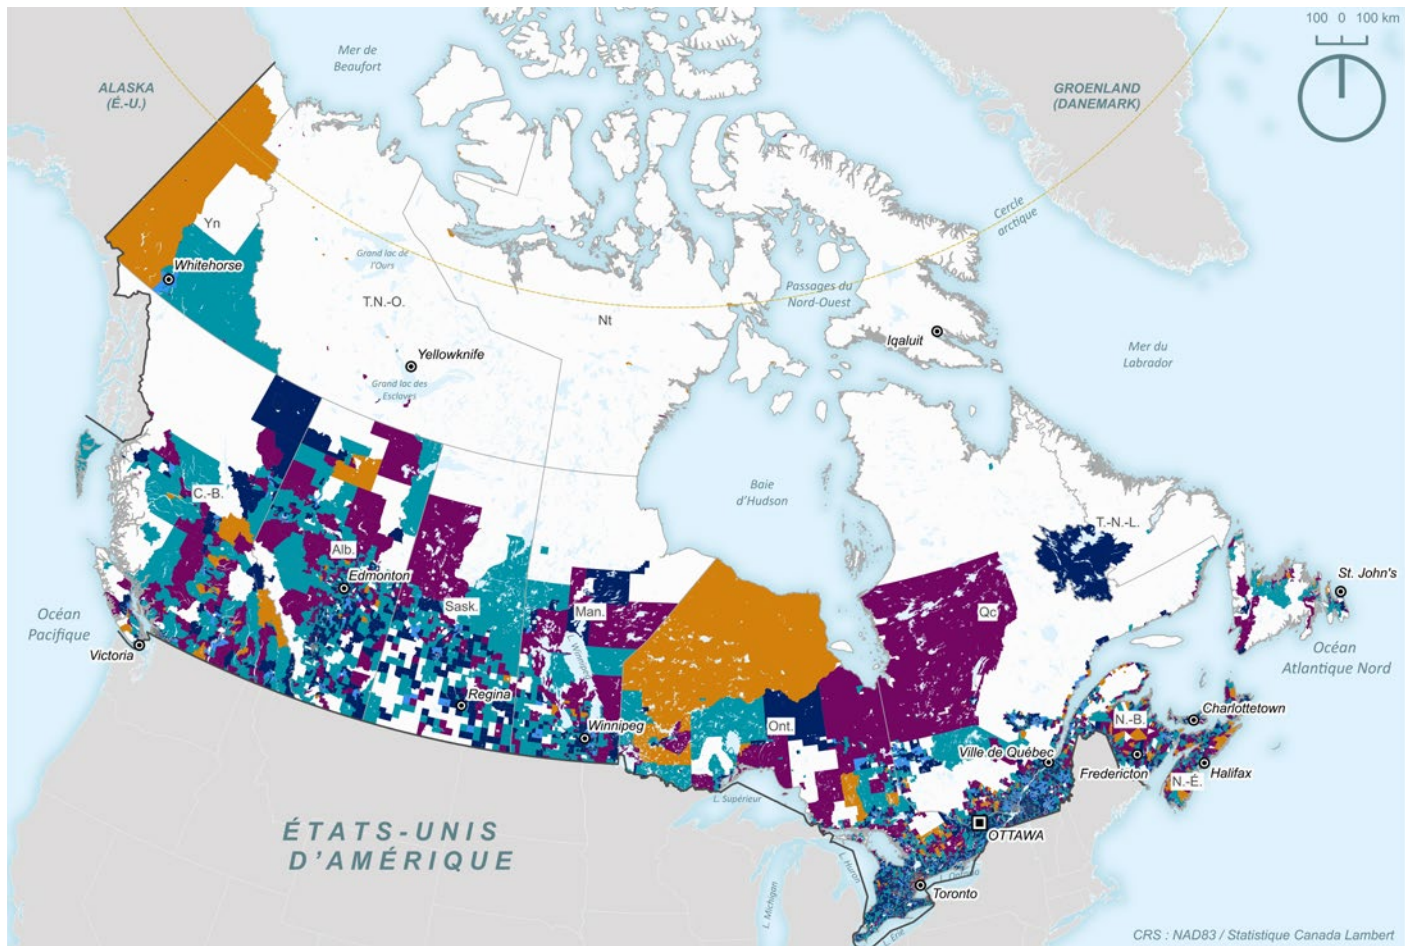 100 0 100 km
Mer de
Beaufort
ALASKA
(É.-U.)
GROENLAND
(DANEMARK)
Cercle
arctique
Yn
Whitehorse
Grand lac de
l'Ours
T.N.-O.
Nt
Passages du
Nord-Ouest
Iqaluit
Mer du
Labrador
Yellowknife
Grand lac des
Esclaves
C.-B.
Baie
d'Hudson
T.-N.-L.
Alb.
Edmonton
St. John's
Sask.
Man.
Qc
Océan
Pacifique
Victoria
Océan
Atlantique Nord
Regina
Winnipeg
Charlottetown
Ont.
N.-B.
Ville de Québec
Fredericton
Halifax
N.-É.
L. Supérieur
OTTAWA
ÉTATS-UNIS
D'AMÉRIQUE
L. Huron
L. Michigan
Toronto
L. Érié
CRS : NAD83 / Statistique Canada Lambert